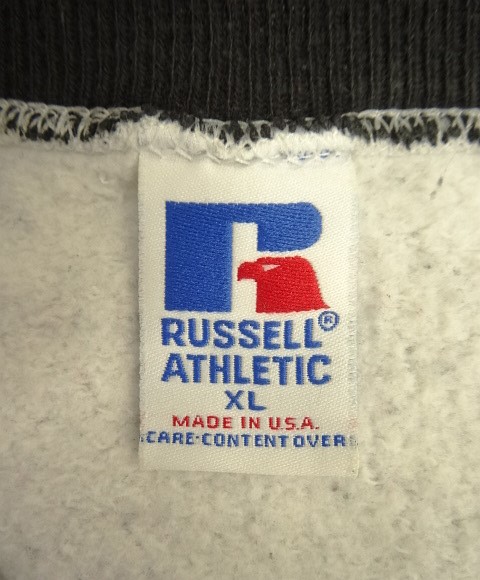 R
RUSSELL®
ATHLETIC
XL
MADE IN U.S.A.
CARE·CONTENT OVER